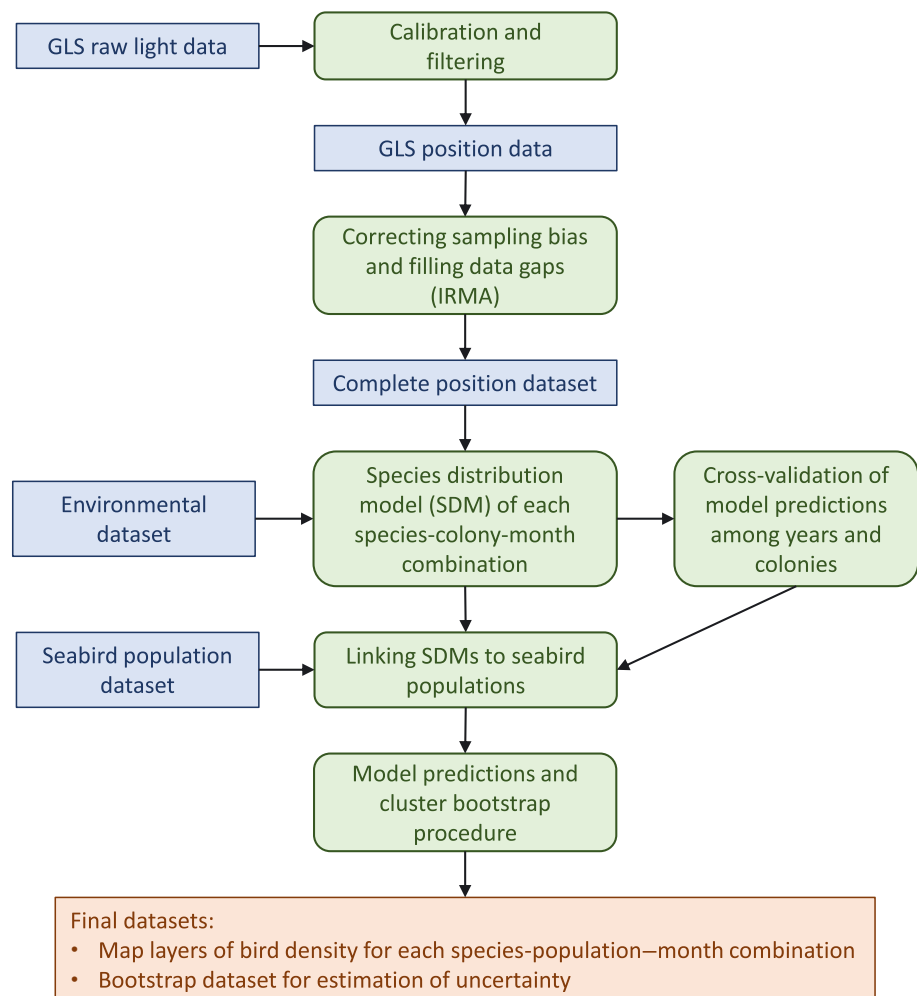 GLS raw light data
Calibration and
filtering
GLS position data
Correcting sampling bias
and filling data gaps
(IRMA)
Complete position dataset
Environmental
dataset
Species distribution
model (SDM) of each
species-colony-month
combination
Cross-validation of
model predictions
among years and
colonies
Seabird population
dataset
Linking SDMs to seabird
populations
Model predictions and
cluster bootstrap
procedure
Final datasets:
• Map layers of bird density for each species-population–month combination
• Bootstrap dataset for estimation of uncertainty